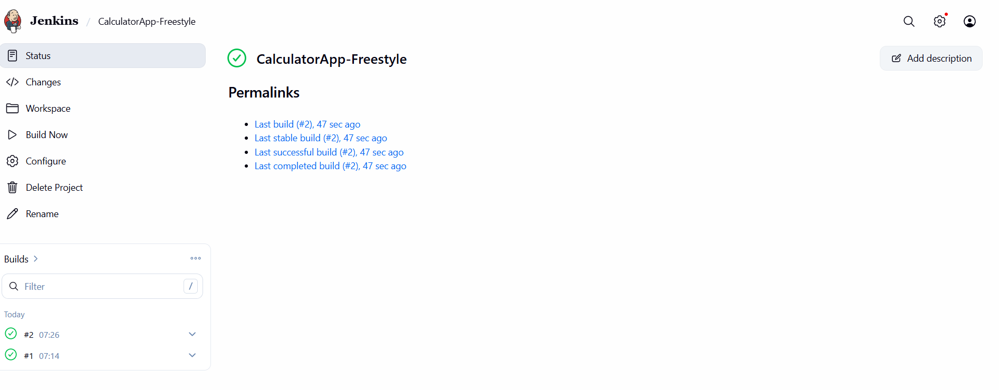 Jenkins / CalculatorApp-Freestyle
Status
Changes
Workspace
Build Now
Configure
Delete Project
Rename
Builds
Filter /
Today
#2 07:26
#1 07:14
CalculatorApp-Freestyle
Add description
Permalinks
Last build (#2), 47 sec ago
Last stable build (#2), 47 sec ago
Last successful build (#2), 47 sec ago
Last completed build (#2), 47 sec ago